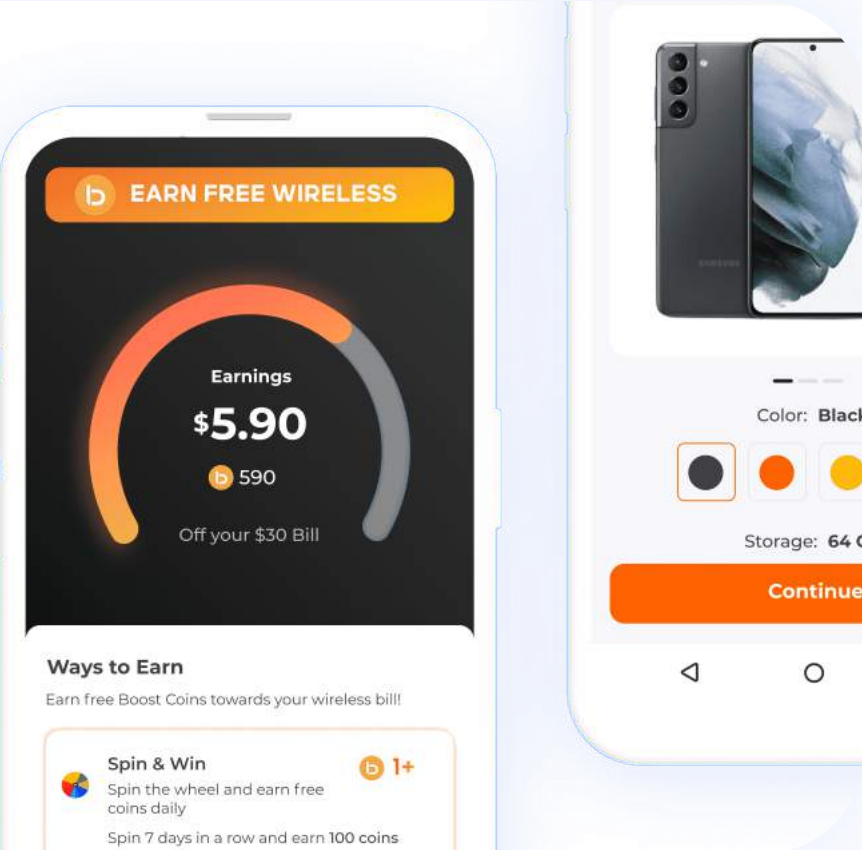 EARN FREE WIRELESS
Earnings
$5.90
590
Off your $30 Bill
Ways to Earn
Earn free Boost Coins towards your wireless bill!
Spin & Win
1+
Spin the wheel and earn free
coins daily
Spin 7 days in a row and earn 100 coins
SAMSUNG
Color: Black
Storage: 64
Continue